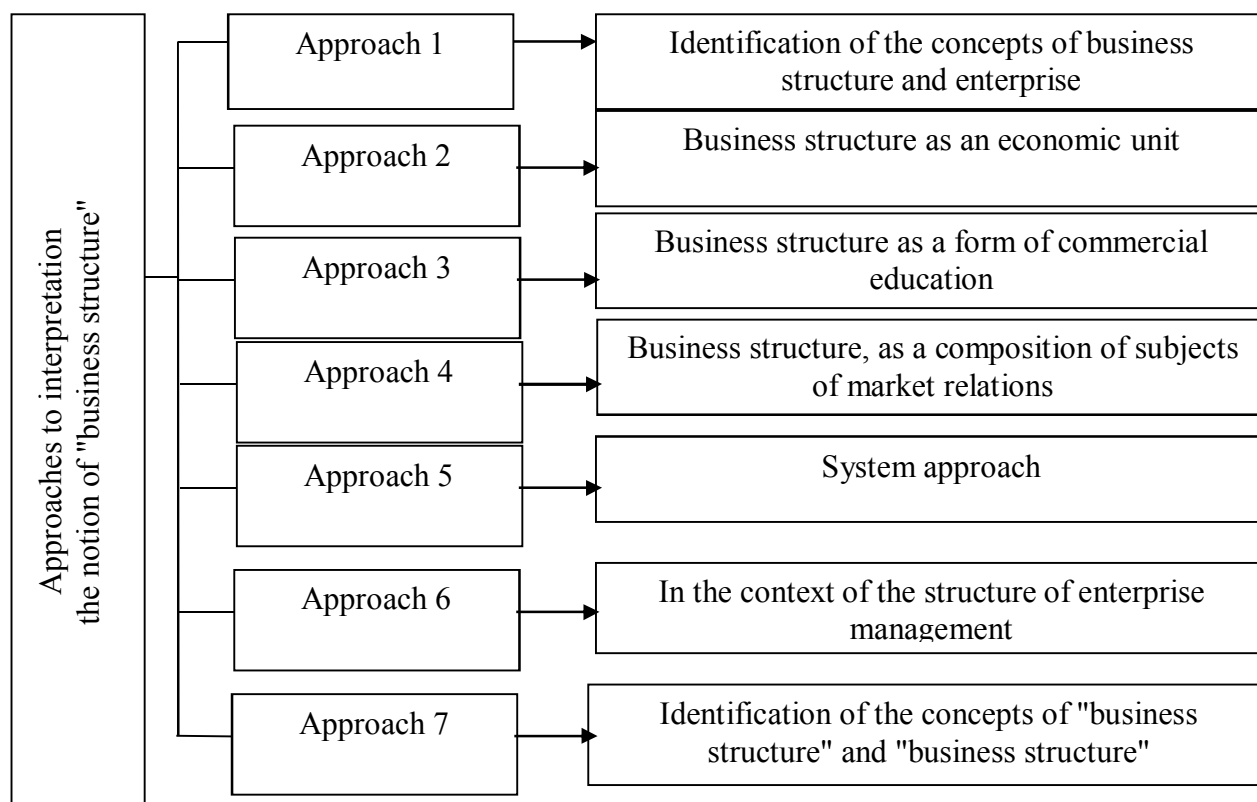 Approaches to interpretation
the notion of "business structure"
Approach 1
Identification of the concepts of business
structure and enterprise
Approach 2
Business structure as an economic unit
Approach 3
Business structure as a form of commercial
education
Approach 4
Business structure, as a composition of subjects
of market relations
Approach 5
System approach
Approach 6
In the context of the structure of enterprise
management
Approach 7
Identification of the concepts of "business
structure" and "business structure"